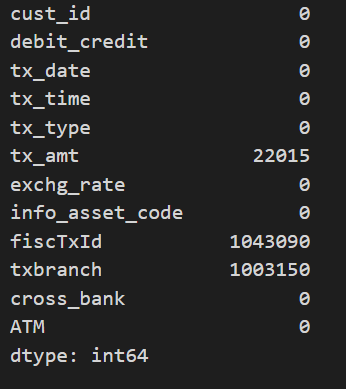 cust_id 0
debit_credit 0
tx_date 0
tx_time 0
tx_type 0
tx_amt 22015
exchg_rate 0
info_asset_code 0
fiscTxId 1043090
txbranch 1003150
cross_bank 0
ATM 0
dtype: int64